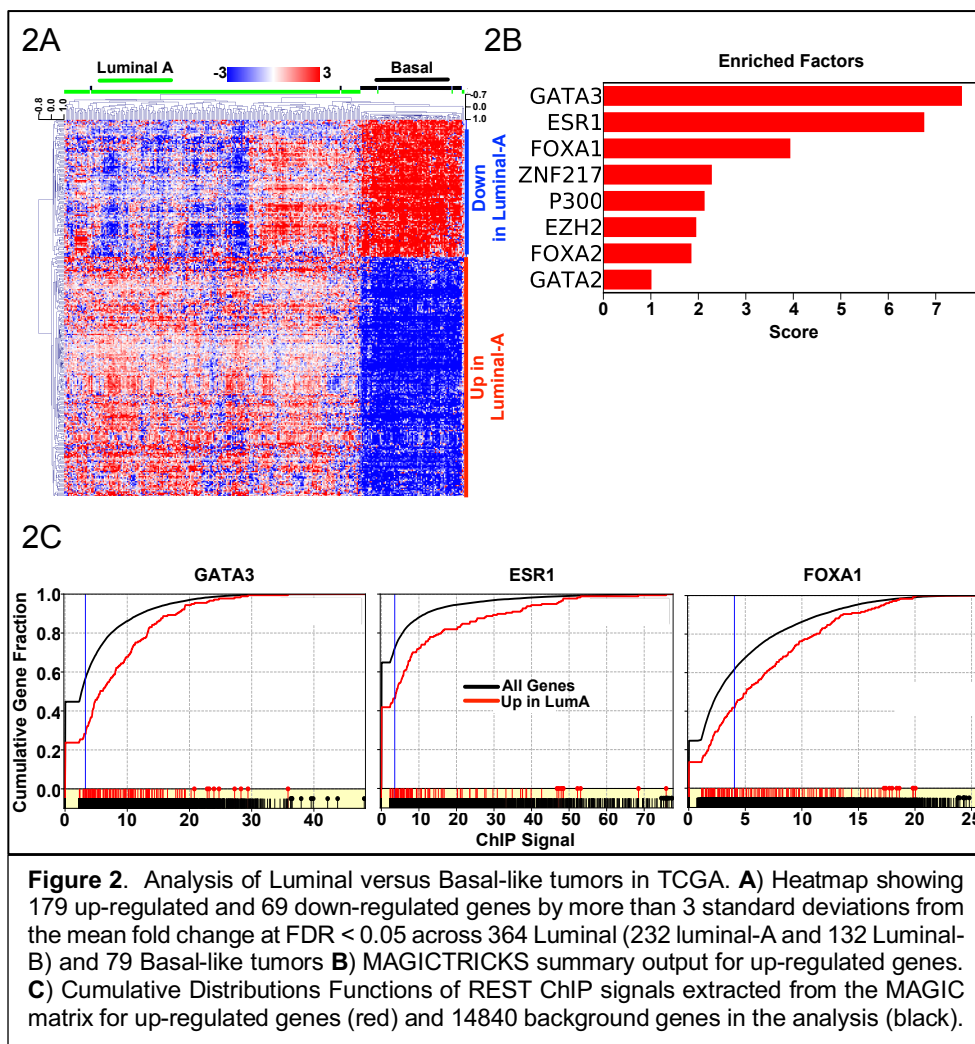 2A
Luminal A
-3
3
Basal
-0.8
0.0
1.0
-0.7
0.0
1.0
Down
in Luminal-A
Up in
Luminal-A
2B
Enriched Factors
GATA3
ESR1
FOXA1
ZNF217
P300
EZH2
FOXA2
GATA2
0 1 2 3 4 5 6 7
Score
2C
GATA3
ESR1
FOXA1
Cumulative Gene Fraction
1.0
0.8
0.6
0.4
0.2
0.0
All Genes
Up in LumA
0 10 20 30 40
0 10 20 30 40 50 60 70
0 5 10 15 20 25
ChIP Signal
Figure 2. Analysis of Luminal versus Basal-like tumors in TCGA. A) Heatmap showing
179 up-regulated and 69 down-regulated genes by more than 3 standard deviations from
the mean fold change at FDR < 0.05 across 364 Luminal (232 luminal-A and 132 Luminal-
B) and 79 Basal-like tumors B) MAGICTRICKS summary output for up-regulated genes.
C) Cumulative Distributions Functions of REST ChIP signals extracted from the MAGIC
matrix for up-regulated genes (red) and 14840 background genes in the analysis (black).